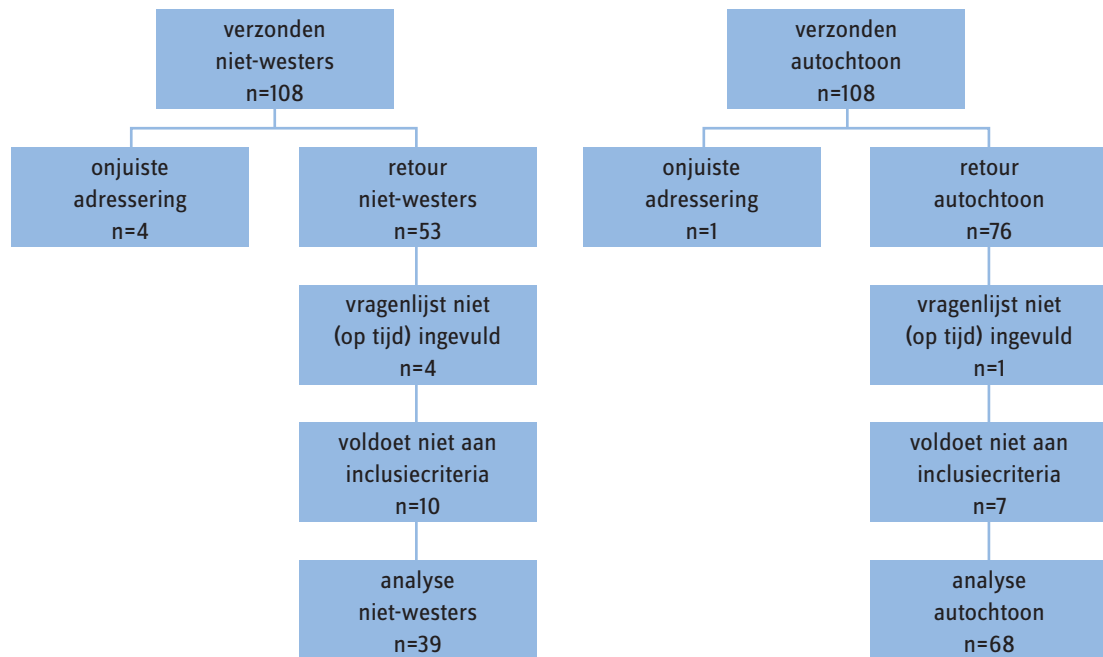 verzonden
niet-westers
n=108
onjuiste
adressering
n=4
retour
niet-westers
n=53
vragenlijst niet
(op tijd) ingevuld
n=4
voldoet niet aan
inclusiecriteria
n=10
analyse
niet-westers
n=39
verzonden
autochtoon
n=108
onjuiste
adressering
n=1
retour
autochtoon
n=76
vragenlijst niet
(op tijd) ingevuld
n=1
voldoet niet aan
inclusiecriteria
n=7
analyse
autochtoon
n=68